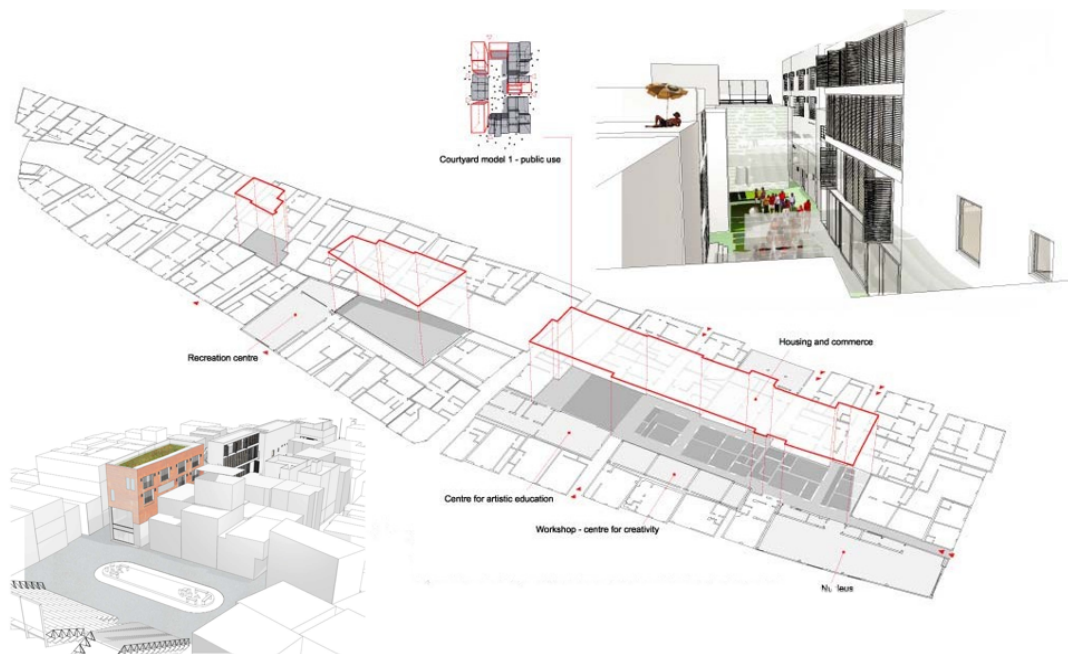 Courtyard model 1 - public use
Housing and commerce
Recreation centre
Centre for artistic education
Workshop - centre for creativity
Nucleus